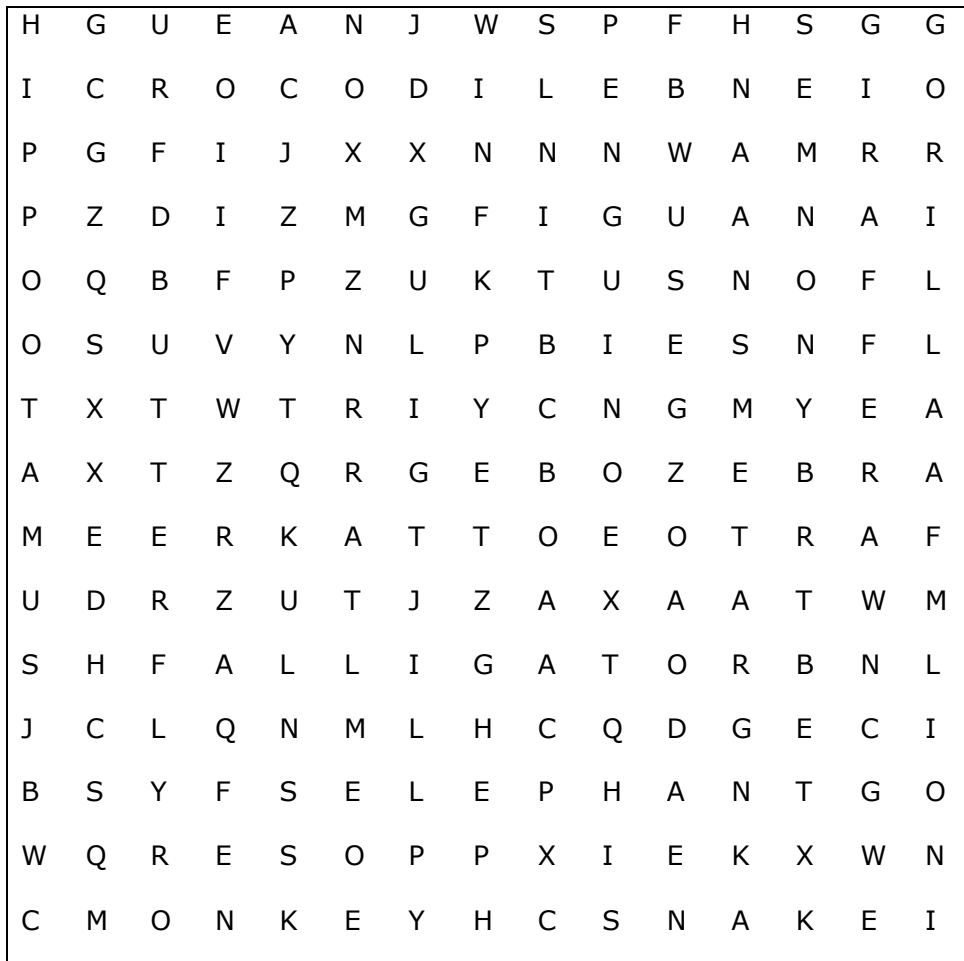 H G U E A N J W S P F H S G G
I C R O C O D I L E B N E I O
P G F I J X X N N N W A M R R
P Z D I Z M G F I G U A N A I
O Q B F P Z U K T U S N O F L
O S U V Y N L P B I E S N F L
T X T W T R I Y C N G M Y E A
A X T Z Q R G E B O Z E B R A
M E E R K A T T O E O T R A F
U D R Z U T J Z A X A A T W M
S H F A L L I G A T O R B N L
J C L Q N M L H C Q D G E C I
B S Y F S E L E P H A N T G O
W Q R E S O P P X I E K X W N
C M O N K E Y H C S N A K E I